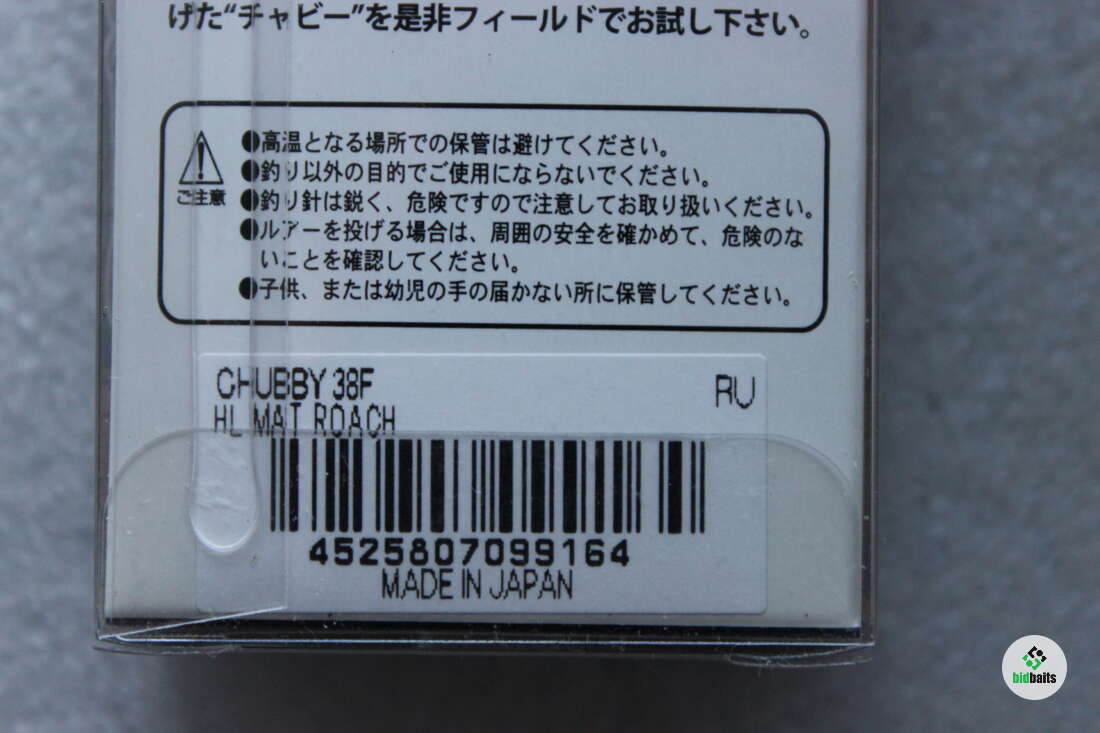 げた“チャビー”を是非フィールドでお試し下さい。
ご注意
●高温となる場所での保管は避けてください。
●釣り以外の目的でご使用にならないでください。
●釣り針は鋭く、危険ですので注意してお取り扱いください。
●ルアーを投げる場合は、周囲の安全を確かめて、危険のな
いことを確認してください。
●子供、または幼児の手の届かない所に保管してください。
CHUBBY 38F RU
HL MAT ROACH
4525807099164
MADE IN JAPAN
bidbaits